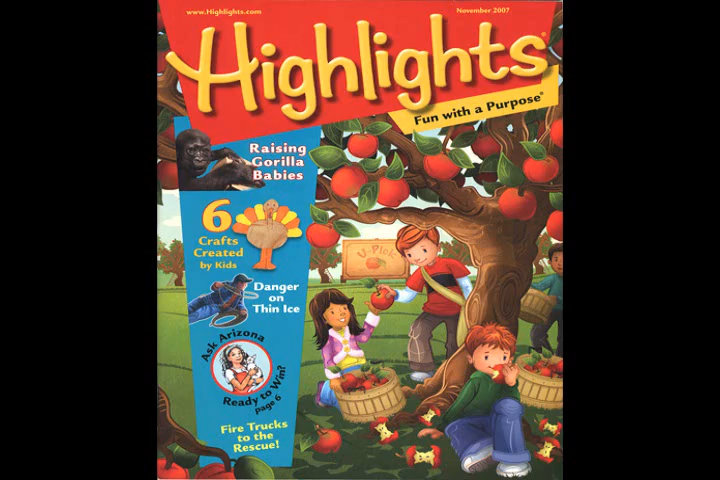 www.Highlights.com
November 2007
Highlights
Fun with a Purpose®
Raising
Gorilla
Babies
6
Crafts
Created
by Kids
Danger
on
Thin Ice
Ask Arizona
Ready to Win?
page 6
Fire Trucks
to the
Rescue!
U-Pick